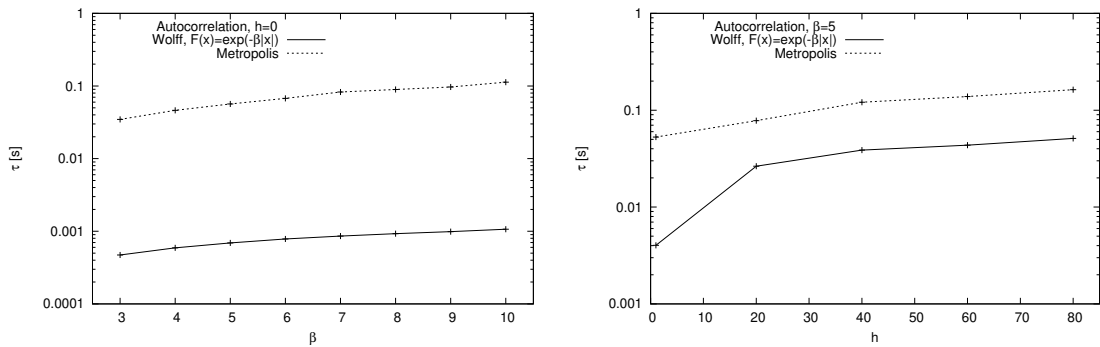 Autocorrelation, h=0
Wolff, F(x)=exp(-β|x|)
Metropolis
1
0.1
0.01
0.001
0.0001
τ [s]
3 4 5 6 7 8 9 10
β
Autocorrelation, β=5
Wolff, F(x)=exp(-β|x|)
Metropolis
1
0.1
0.01
0.001
τ [s]
0 10 20 30 40 50 60 70 80
h